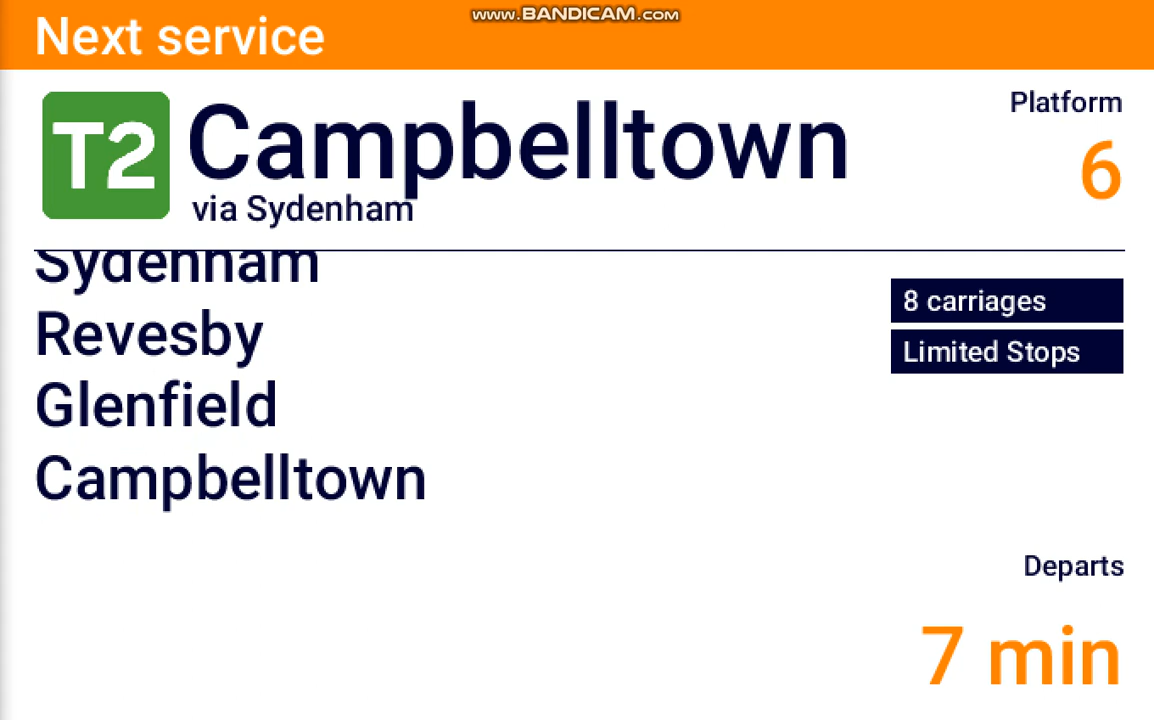 www.BANDICAM.com
Next service
T2 Campbelltown
via Sydenham
Platform
6
Sydenham
Revesby
Glenfield
Campbelltown
8 carriages
Limited Stops
Departs
7 min